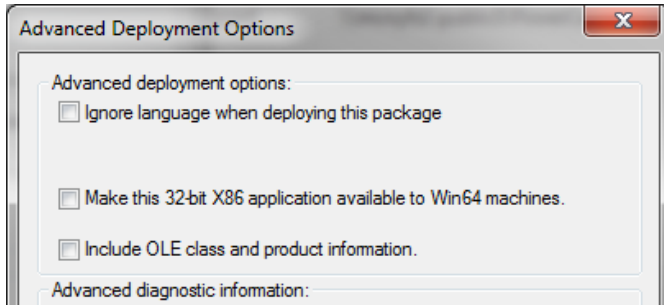 Advanced Deployment Options
Advanced deployment options:
Ignore language when deploying this package
Make this 32-bit X86 application available to Win64 machines.
Include OLE class and product information.
Advanced diagnostic information: